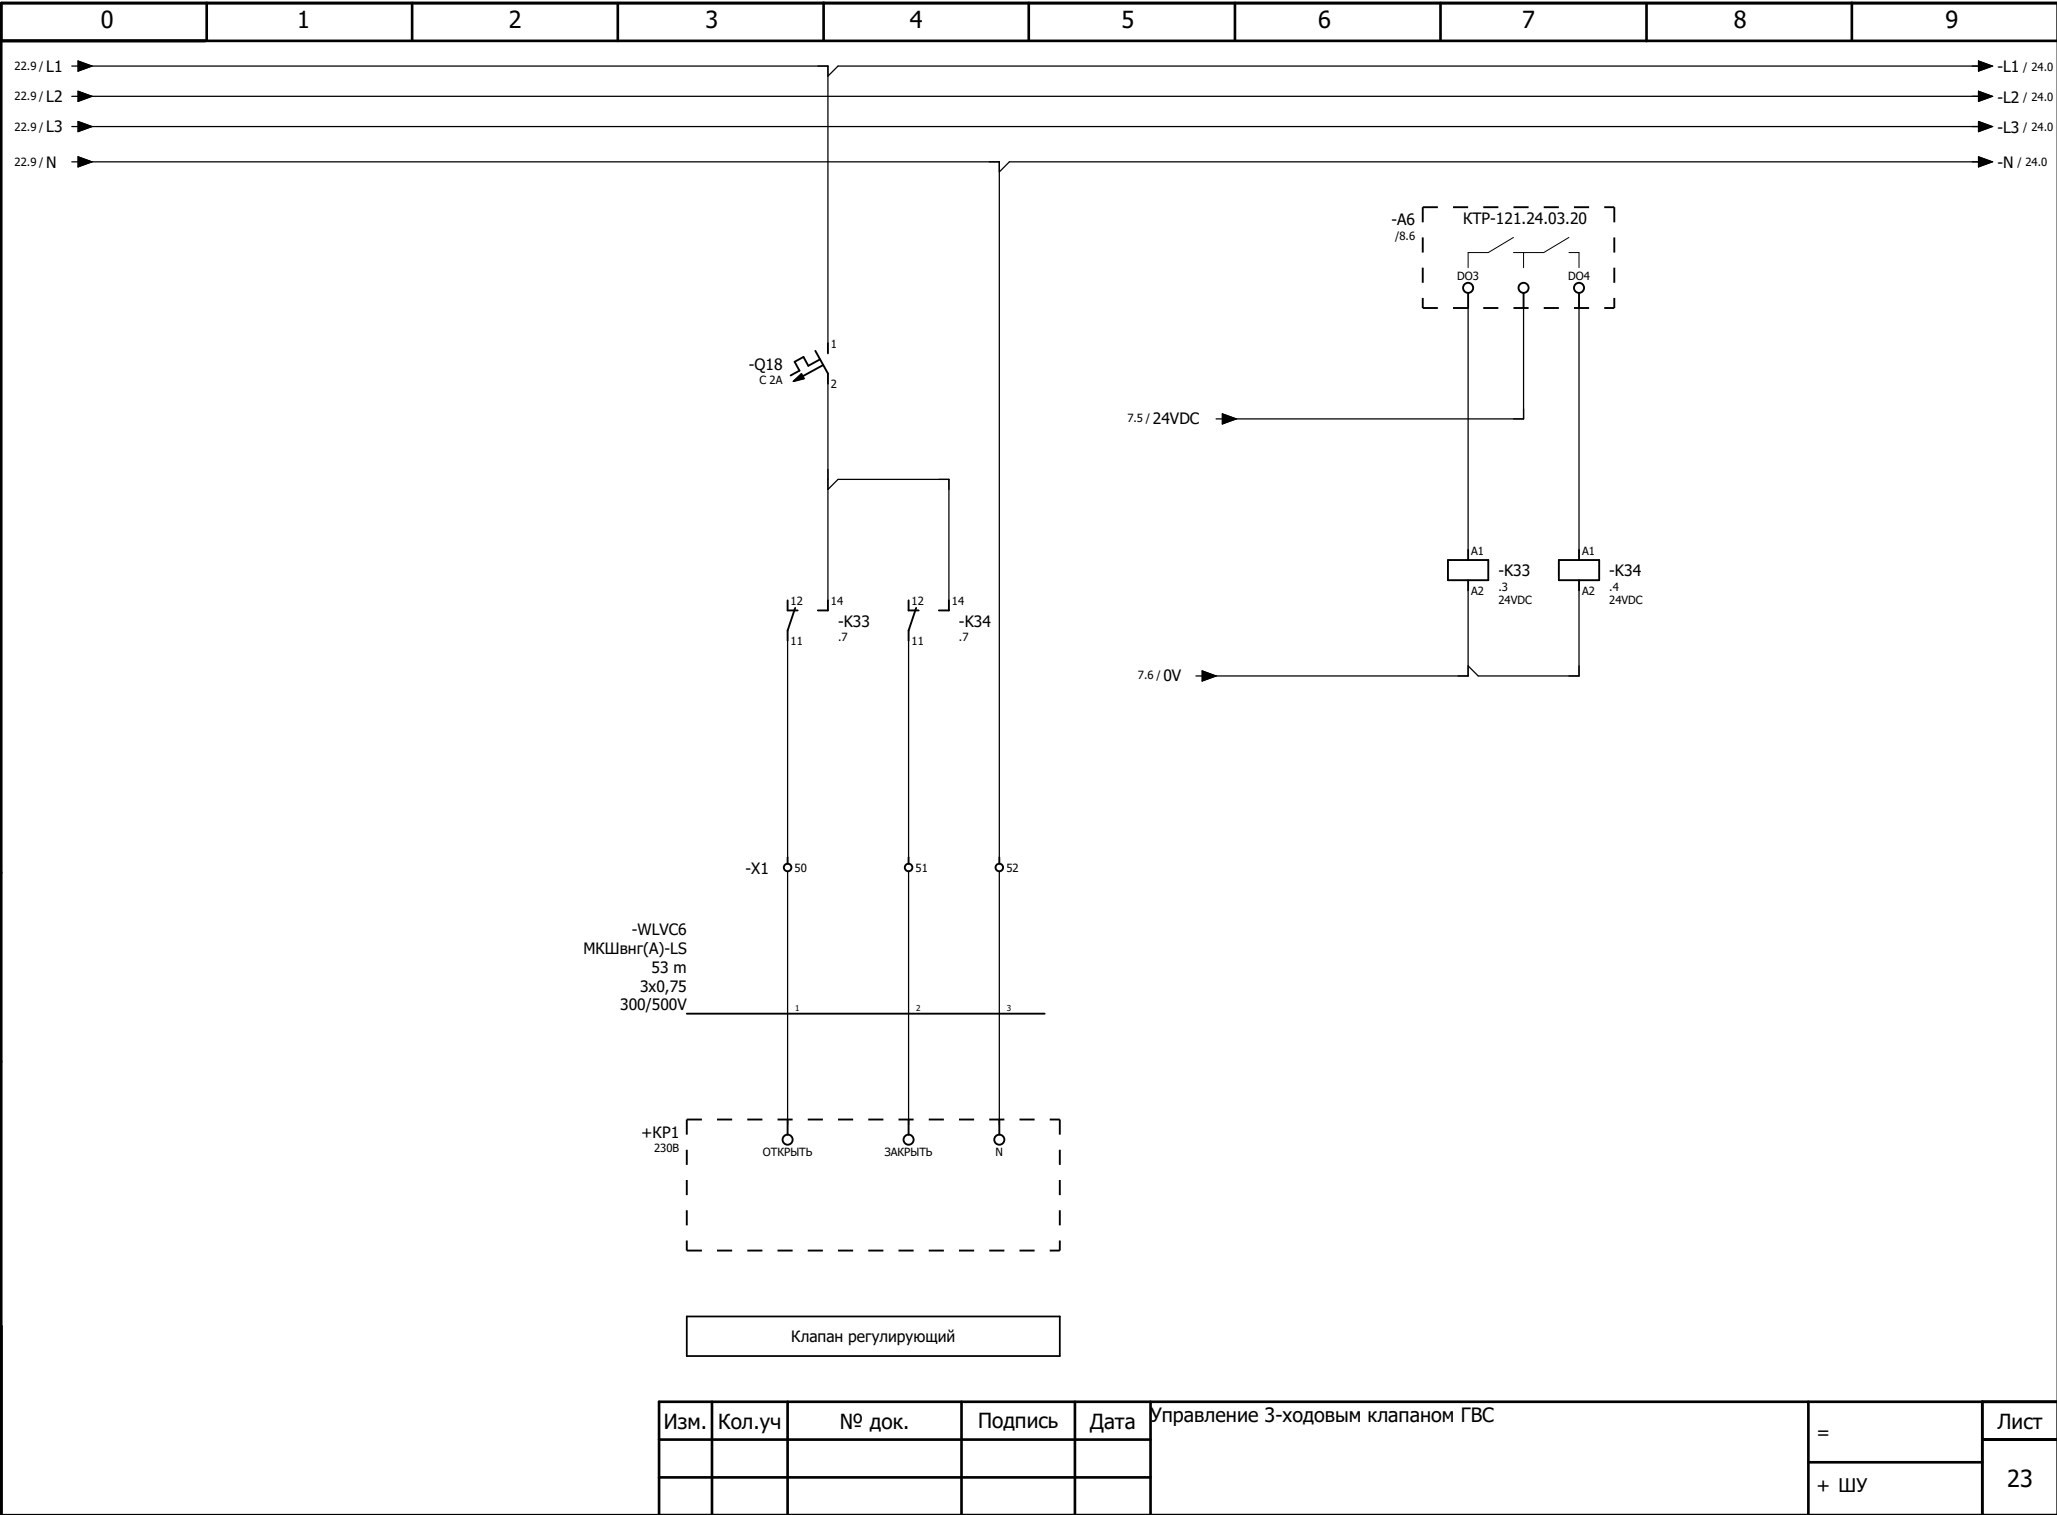 0 1 2 3 4 5 6 7 8 9
22.9 / L1
-L1 / 24.0
22.9 / L2
-L2 / 24.0
22.9 / L3
-L3 / 24.0
22.9 / N
-N / 24.0
-A6
/8.6
КТР-121.24.03.20
DO3
DO4
-Q18
C 2A
1
2
7.5 / 24VDC
A1
A2
-K33
.3
24VDC
A1
A2
-K34
.4
24VDC
12
14
11
-K33
.7
12
14
11
-K34
.7
7.6 / 0V
-X1
50
51
52
-WLVC6
МКШвнг(А)-LS
53 m
3x0,75
300/500V
1
2
3
+КР1
230В
ОТКРЫТЬ
ЗАКРЫТЬ
N
Клапан регулирующий
Изм. Кол.уч № док. Подпись Дата
Управление 3-ходовым клапаном ГВС
=
+ ШУ
Лист
23